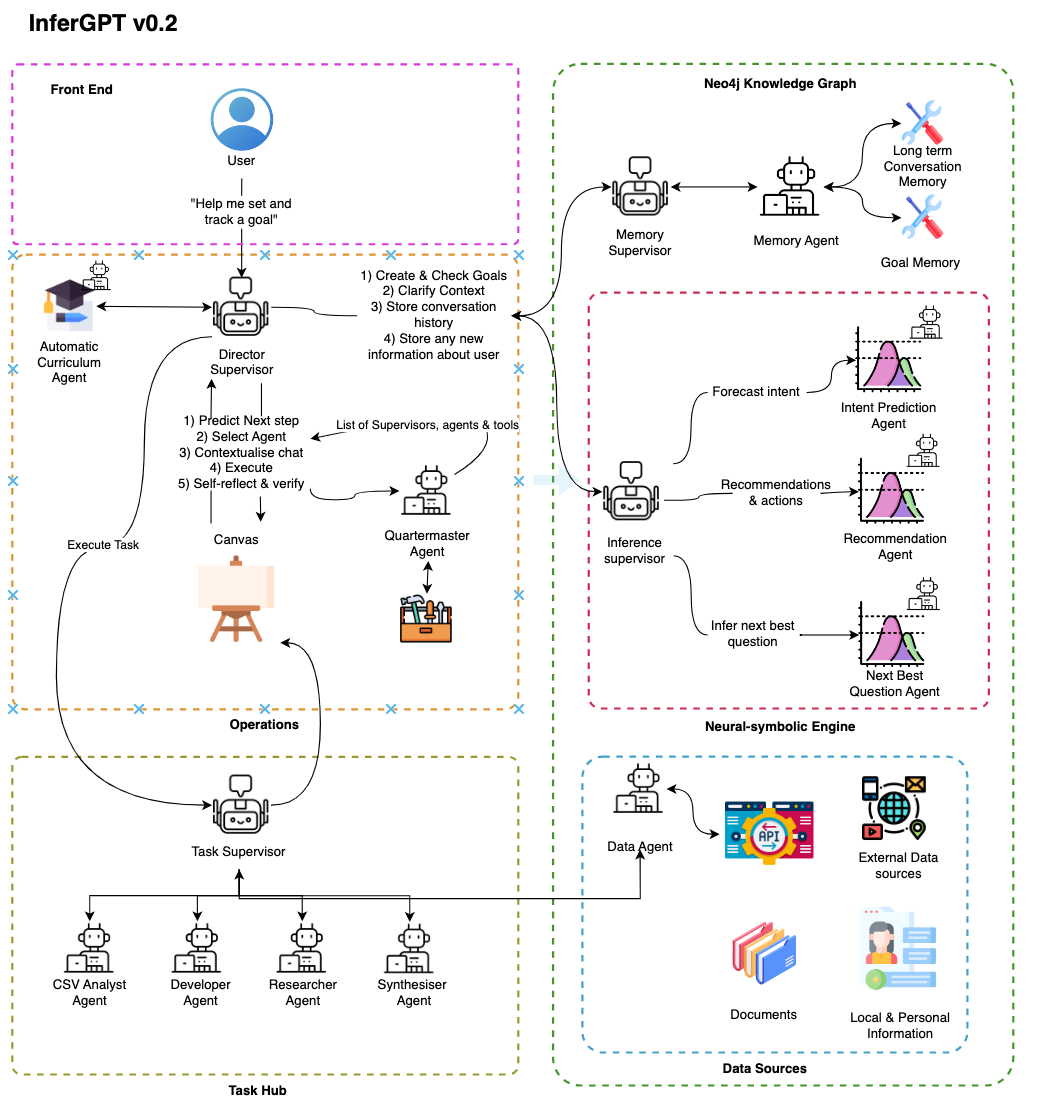 InferGPT v0.2
Front End
User
"Help me set and
track a goal"
Neo4j Knowledge Graph
Long term
Conversation
Memory
Memory
Supervisor
Memory Agent
Goal Memory
Automatic
Curriculum
Agent
Director
Supervisor
1) Create & Check Goals
2) Clarify Context
3) Store conversation
history
4) Store any new
information about user
1) Predict Next step
2) Select Agent
3) Contextualise chat
4) Execute
5) Self-reflect & verify
List of Supervisors, agents & tools
Quartermaster
Agent
Execute Task
Canvas
Operations
Forecast intent
Intent Prediction
Agent
Inference
supervisor
Recommendations
& actions
Recommendation
Agent
Infer next best
question
Next Best
Question Agent
Neural-symbolic Engine
Task Supervisor
CSV Analyst
Agent
Developer
Agent
Researcher
Agent
Synthesiser
Agent
Task Hub
Data Agent
API
External Data
sources
Documents
Local & Personal
Information
Data Sources